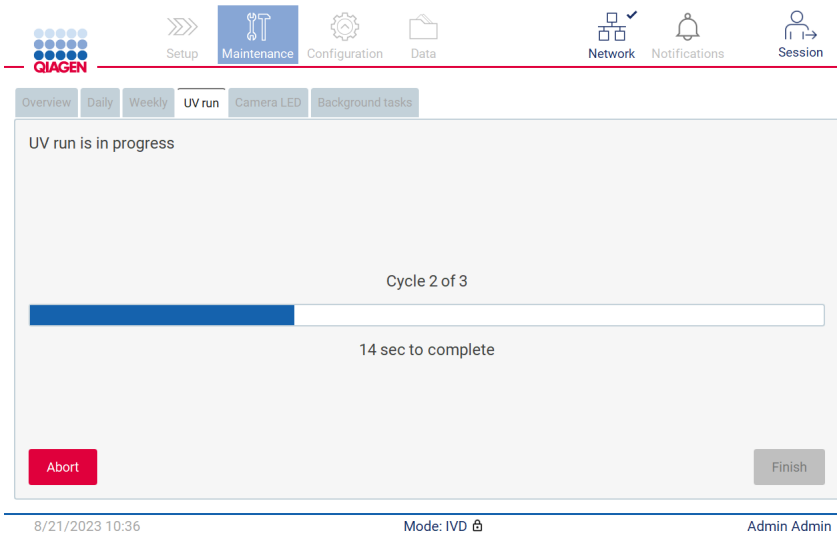 QIAGEN
Setup
Maintenance
Configuration
Data
Network
Notifications
Session
Overview
Daily
Weekly
UV run
Camera LED
Background tasks
UV run is in progress
Cycle 2 of 3
14 sec to complete
Abort
Finish
8/21/2023 10:36
Mode: IVD
Admin Admin